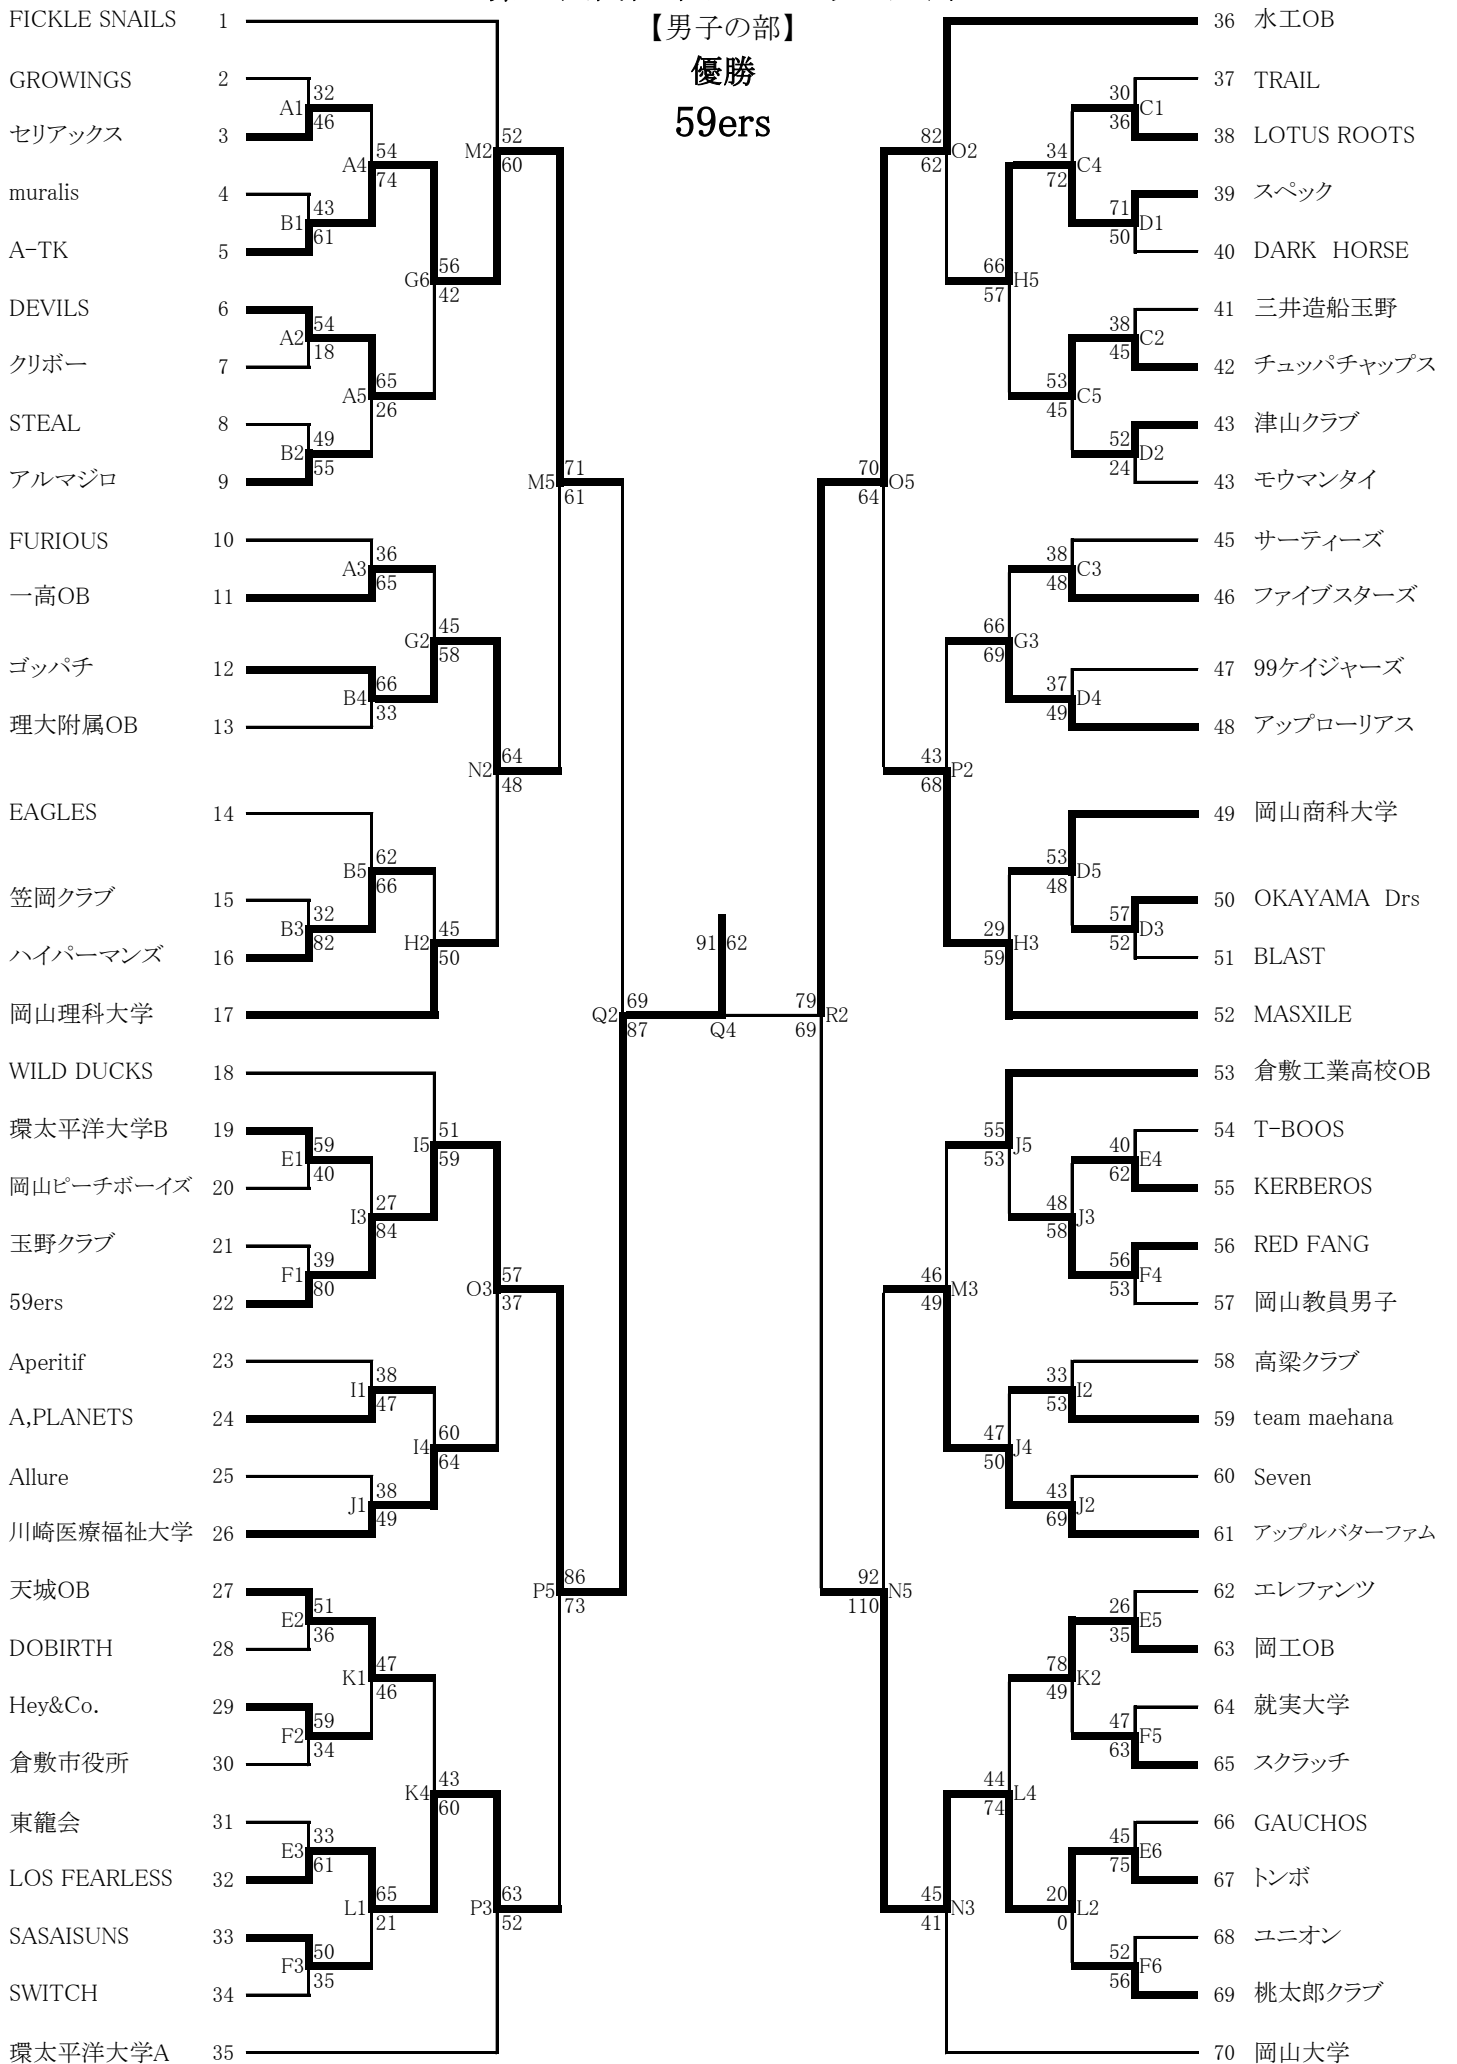 【男子の部】
優勝
59ers
FICKLE SNAILS 1
GROWINGS 2
セリアックス 3
muralis 4
A-TK 5
DEVILS 6
クリボー 7
STEAL 8
アルマジロ 9
FURIOUS 10
一高OB 11
ゴッパチ 12
理大附属OB 13
EAGLES 14
笠岡クラブ 15
ハイパーマンズ 16
岡山理科大学 17
WILD DUCKS 18
環太平洋大学B 19
岡山ピーチボーイズ 20
玉野クラブ 21
59ers 22
Aperitif 23
A,PLANETS 24
Allure 25
川崎医療福祉大学 26
天城OB 27
DOBIRTH 28
Hey&Co. 29
倉敷市役所 30
東籠会 31
LOS FEARLESS 32
SASAISUNS 33
SWITCH 34
環太平洋大学A 35
A1 32 46
B1 43 61
A2 54 18
B2 49 55
B3 32 82
E1 59 40
F1 39 80
E2 51 36
F2 59 34
E3 33 61
F3 50 35
A4 54 74
A5 65 26
A3 36 65
B4 66 33
B5 62 66
I3 27 84
I1 38 47
J1 38 49
K1 47 46
L1 65 21
G6 56 42
G2 45 58
H2 45 50
I5 51 59
I4 60 64
K4 43 60
M2 52 60
N2 64 48
O3 57 37
P3 63 52
M5 71 61
P5 86 73
Q2 69 87
91 62
Q4
79 69 R2
70 64 O5
92 110 N5
82 62 O2
43 68 P2
46 49 M3
45 41 N3
66 57 H5
66 69 G3
29 59 H3
55 53 J5
47 50 J4
44 74 L4
34 72 C4
53 45 C5
38 48 C3
37 49 D4
53 48 D5
48 58 J3
33 53 I2
43 69 J2
78 49 K2
20 0 L2
30 36 C1
71 50 D1
38 45 C2
52 24 D2
57 52 D3
40 62 E4
56 53 F4
26 35 E5
47 63 F5
45 75 E6
52 56 F6
36 水工OB
37 TRAIL
38 LOTUS ROOTS
39 スペック
40 DARK HORSE
41 三井造船玉野
42 チュッパチャップス
43 津山クラブ
43 モウマンタイ
45 サーティーズ
46 ファイブスターズ
47 99ケイジャーズ
48 アップローリアス
49 岡山商科大学
50 OKAYAMA Drs
51 BLAST
52 MASXILE
53 倉敷工業高校OB
54 T-BOOS
55 KERBEROS
56 RED FANG
57 岡山教員男子
58 高梁クラブ
59 team maehana
60 Seven
61 アップルバターファム
62 エレファンツ
63 岡工OB
64 就実大学
65 スクラッチ
66 GAUCHOS
67 トンボ
68 ユニオン
69 桃太郎クラブ
70 岡山大学